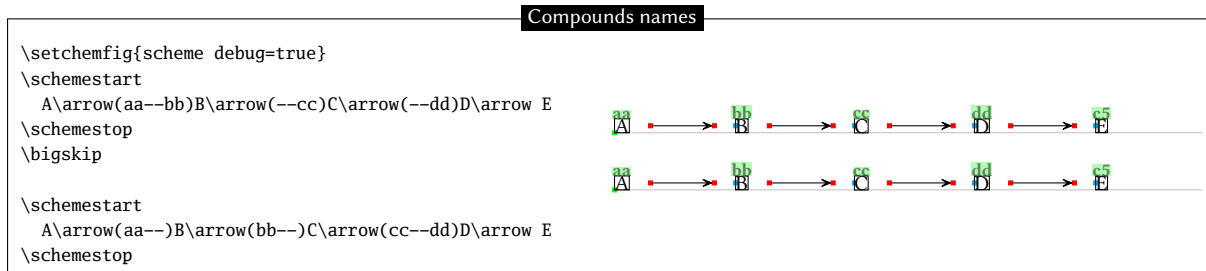 Compounds names
\setchemfig{scheme debug=true}
\schemestart
A\arrow(aa--bb)B\arrow(--cc)C\arrow(--dd)D\arrow E
\schemestop
\bigskip
\schemestart
A\arrow(aa--)B\arrow(bb--)C\arrow(cc--dd)D\arrow E
\schemestop
aa bb cc dd c5
A B C D E
aa bb cc dd c5
A B C D E